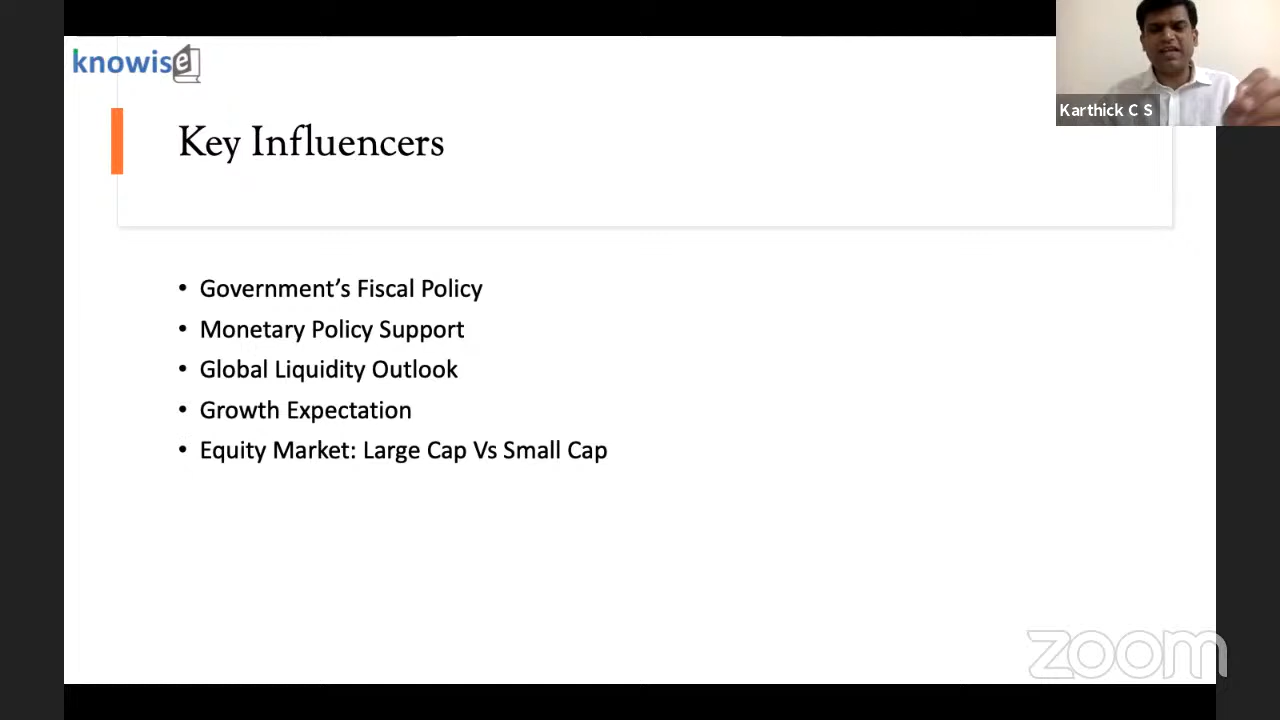 knowise
Karthick C S
Key Influencers
• Government's Fiscal Policy
• Monetary Policy Support
• Global Liquidity Outlook
• Growth Expectation
• Equity Market: Large Cap Vs Small Cap
zoom